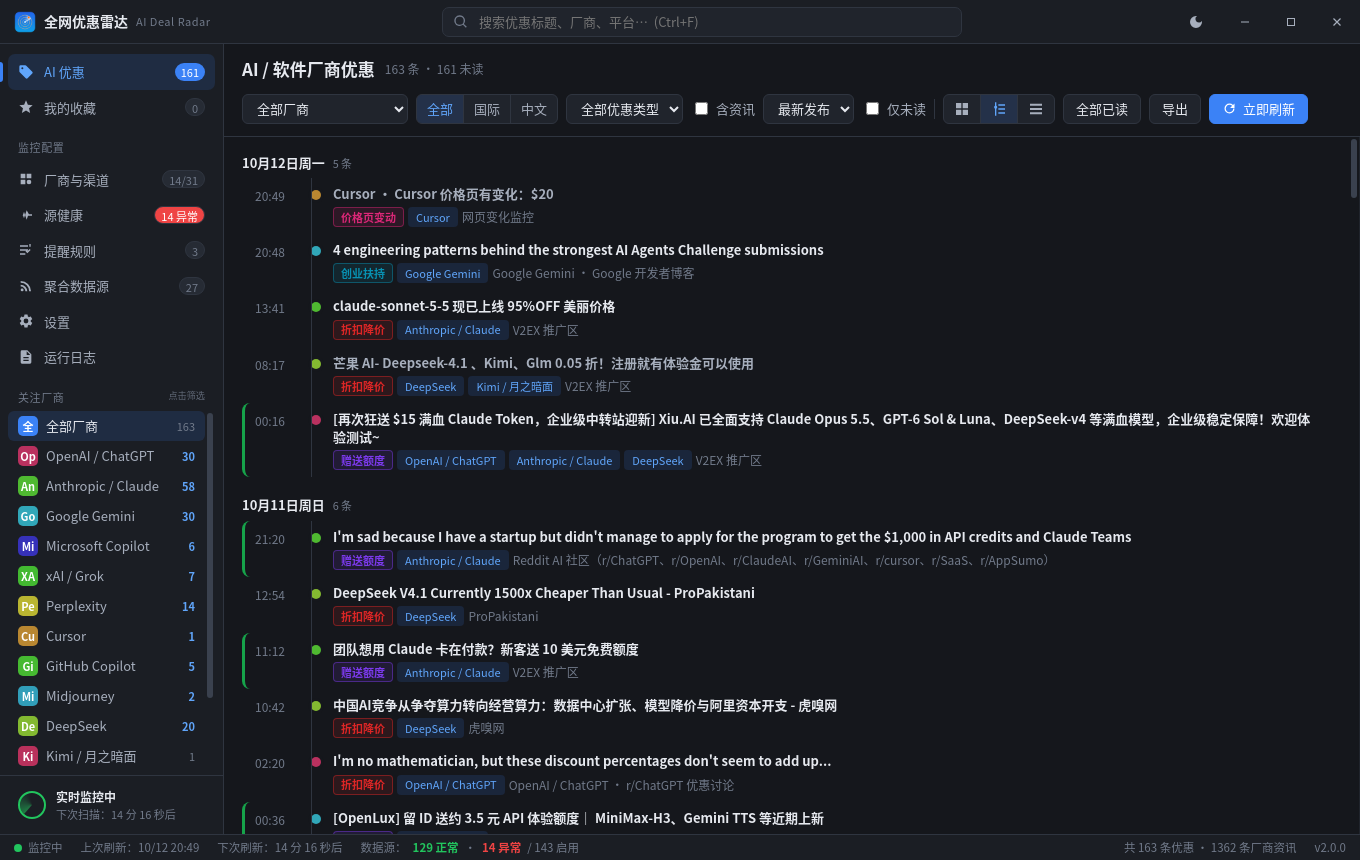 全网优惠雷达 AI Deal Radar
搜索优惠标题、厂商、平台… (Ctrl+F)
AI 优惠 161
我的收藏 0
监控配置
厂商与渠道 14/31
源健康 14 异常
提醒规则 3
聚合数据源 27
设置
运行日志
关注厂商 点击筛选
全 全部厂商 163
Op OpenAI / ChatGPT 30
An Anthropic / Claude 58
Go Google Gemini 30
Mi Microsoft Copilot 6
XA xAI / Grok 7
Pe Perplexity 14
Cu Cursor 1
Gi GitHub Copilot 5
Mi Midjourney 2
De DeepSeek 20
Ki Kimi / 月之暗面 1
实时监控中
下次扫描：14 分 16 秒后
AI / 软件厂商优惠 163 条 · 161 未读
全部厂商 全部 国际 中文 全部优惠类型 含资讯 最新发布 仅未读 全部已读 导出 立即刷新
10月12日周一 5 条
20:49 Cursor · Cursor 价格页有变化：$20
价格页变动 Cursor 网页变化监控
20:48 4 engineering patterns behind the strongest AI Agents Challenge submissions
创业扶持 Google Gemini Google Gemini · Google 开发者博客
13:41 claude-sonnet-5-5 现已上线 95%OFF 美丽价格
折扣降价 Anthropic / Claude V2EX 推广区
08:17 芒果 AI- Deepseek-4.1 、Kimi、Glm 0.05 折！注册就有体验金可以使用
折扣降价 DeepSeek Kimi / 月之暗面 V2EX 推广区
00:16 [再次狂送 $15 满血 Claude Token，企业级中转站迎新] Xiu.AI 已全面支持 Claude Opus 5.5、GPT-6 Sol & Luna、DeepSeek-v4 等满血模型，企业级稳定保障！欢迎体
验测试~
赠送额度 OpenAI / ChatGPT Anthropic / Claude DeepSeek V2EX 推广区
10月11日周日 6 条
21:20 I'm sad because I have a startup but didn't manage to apply for the program to get the $1,000 in API credits and Claude Teams
赠送额度 Anthropic / Claude Reddit AI 社区（r/ChatGPT、r/OpenAI、r/ClaudeAI、r/GeminiAI、r/cursor、r/SaaS、r/AppSumo）
12:54 DeepSeek V4.1 Currently 1500x Cheaper Than Usual - ProPakistani
折扣降价 DeepSeek ProPakistani
11:12 团队想用 Claude 卡在付款？新客送 10 美元免费额度
赠送额度 Anthropic / Claude V2EX 推广区
10:42 中国AI竞争从争夺算力转向经营算力：数据中心扩张、模型降价与阿里资本开支 - 虎嗅网
折扣降价 DeepSeek 虎嗅网
02:20 I'm no mathematician, but these discount percentages don't seem to add up...
折扣降价 OpenAI / ChatGPT OpenAI / ChatGPT · r/ChatGPT 优惠讨论
00:36 [OpenLux] 留 ID 送约 3.5 元 API 体验额度｜ MiniMax-H3、Gemini TTS 等近期上新
监控中 上次刷新：10/12 20:49 下次刷新：14 分 16 秒后 数据源： 129 正常 · 14 异常 / 143 启用 共 163 条优惠 · 1362 条厂商资讯 v2.0.0